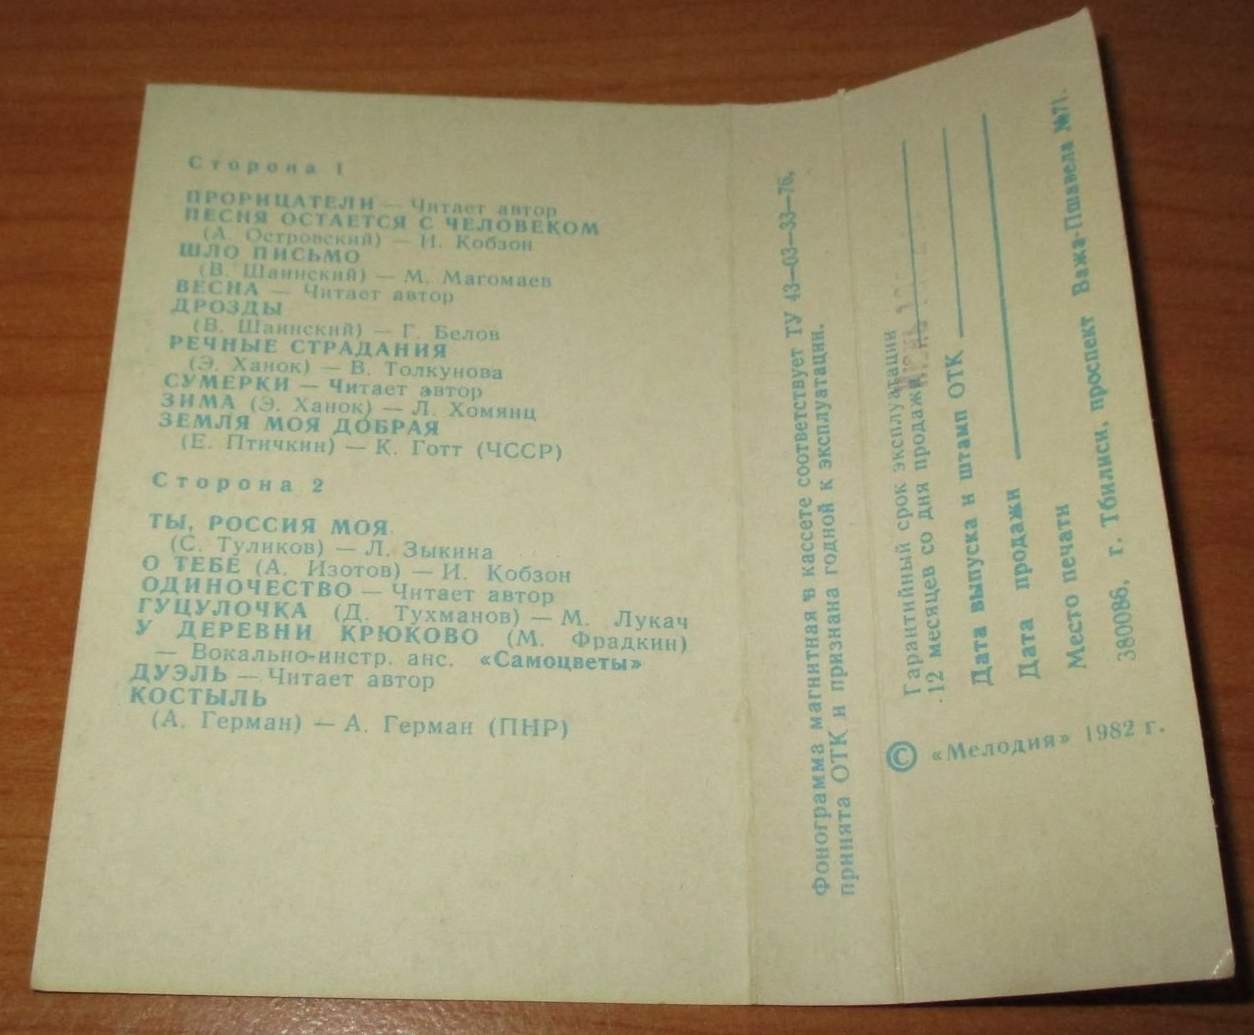 Сторона 1
ПРОРИЦАТЕЛИ — Читает автор
ПЕСНЯ ОСТАЕТСЯ С ЧЕЛОВЕКОМ
(А. Островский) — И. Кобзон
ШЛО ПИСЬМО
(В. Шаинский) — М. Магомаев
ВЕСНА — Читает автор
ДРОЗДЫ
(В. Шаинский) — Г. Белов
РЕЧНЫЕ СТРАДАНИЯ
(Э. Ханок) — В. Толкунова
СУМЕРКИ — Читает автор
ЗИМА (Э. Ханок) — Л. Хомянц
ЗЕМЛЯ МОЯ ДОБРАЯ
(Е. Птичкин) — К. Готт (ЧССР)
Сторона 2
ТЫ, РОССИЯ МОЯ
(С. Туликов) — Л. Зыкина
О ТЕБЕ (А. Изотов) — И. Кобзон
ОДИНОЧЕСТВО — Читает автор
ГУЦУЛОЧКА (Д. Тухманов) — М. Лукач
У ДЕРЕВНИ КРЮКОВО (М. Фрадкин)
— Вокально-инстр. анс. «Самоцветы»
ДУЭЛЬ — Читает автор
КОСТЫЛЬ
(А. Герман) — А. Герман (ПНР)
Фонограмма магнитная в кассете соответствует ТУ 43—03—33—76,
принята ОТК и признана годной к эксплуатации.
Гарантийный срок эксплуатации
12 месяцев со дня продажи
Дата выпуска и штамп ОТК
Дата продажи
Место печати
380086, г. Тбилиси, проспект Важа-Пшавела №71.
© «Мелодия» 1982 г.